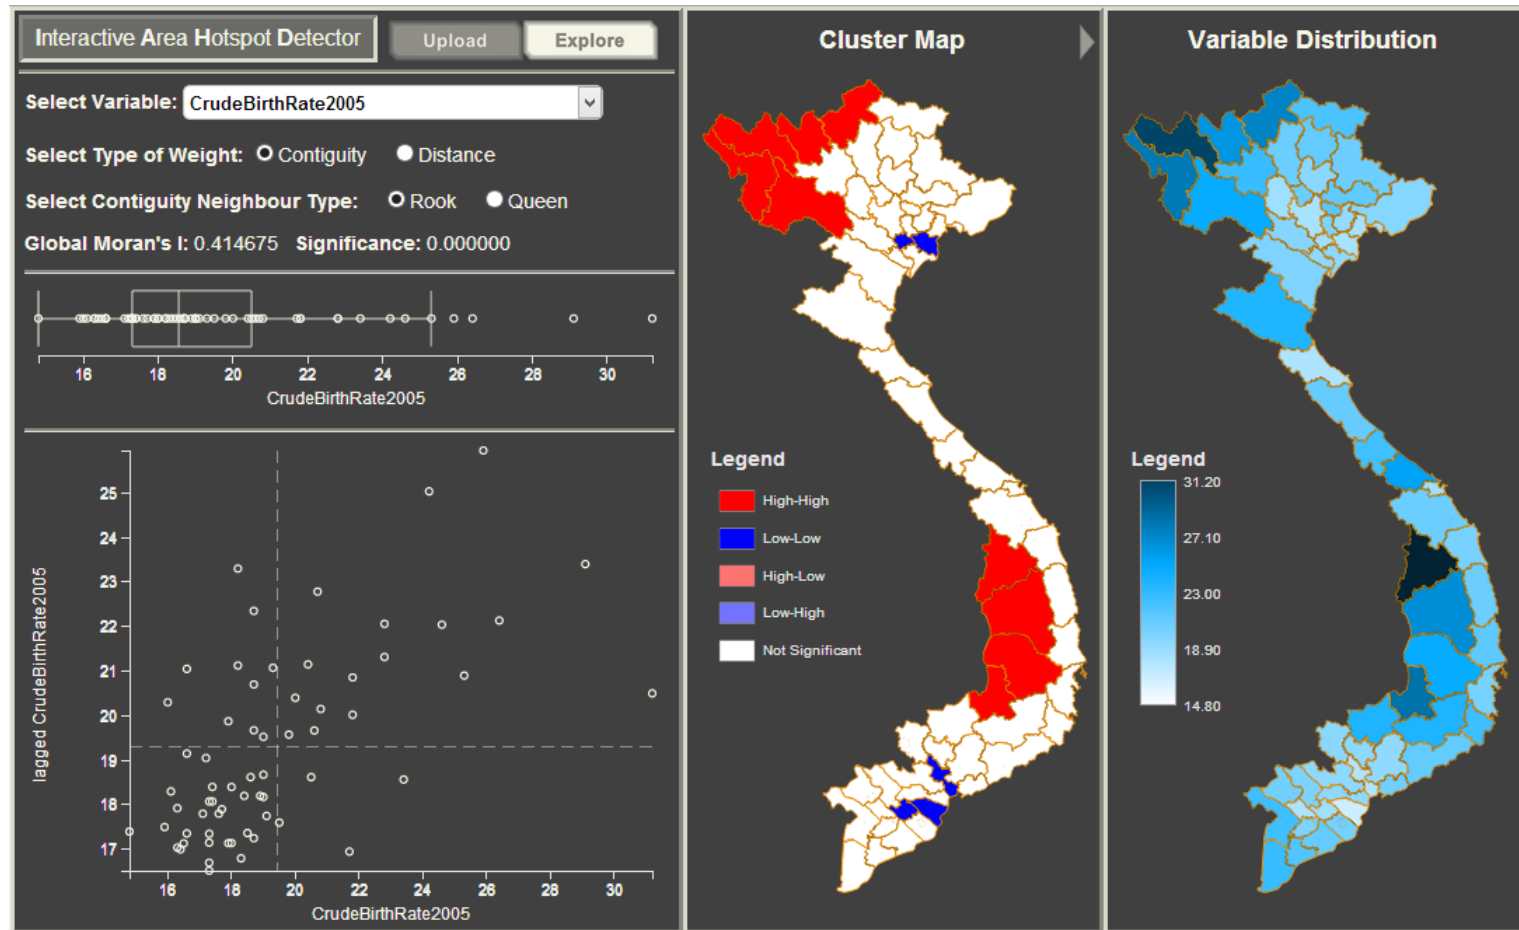 Interactive Area Hotspot Detector
Upload
Explore
Select Variable: CrudeBirthRate2005
Select Type of Weight: Contiguity Distance
Select Contiguity Neighbour Type: Rook Queen
Global Moran's I: 0.414675 Significance: 0.000000
16 18 20 22 24 26 28 30
CrudeBirthRate2005
25
24
23
22
21
20
19
18
17
lagged CrudeBirthRate2005
16 18 20 22 24 26 28 30
CrudeBirthRate2005
Cluster Map
Legend
High-High
Low-Low
High-Low
Low-High
Not Significant
Variable Distribution
Legend
31.20
27.10
23.00
18.90
14.80